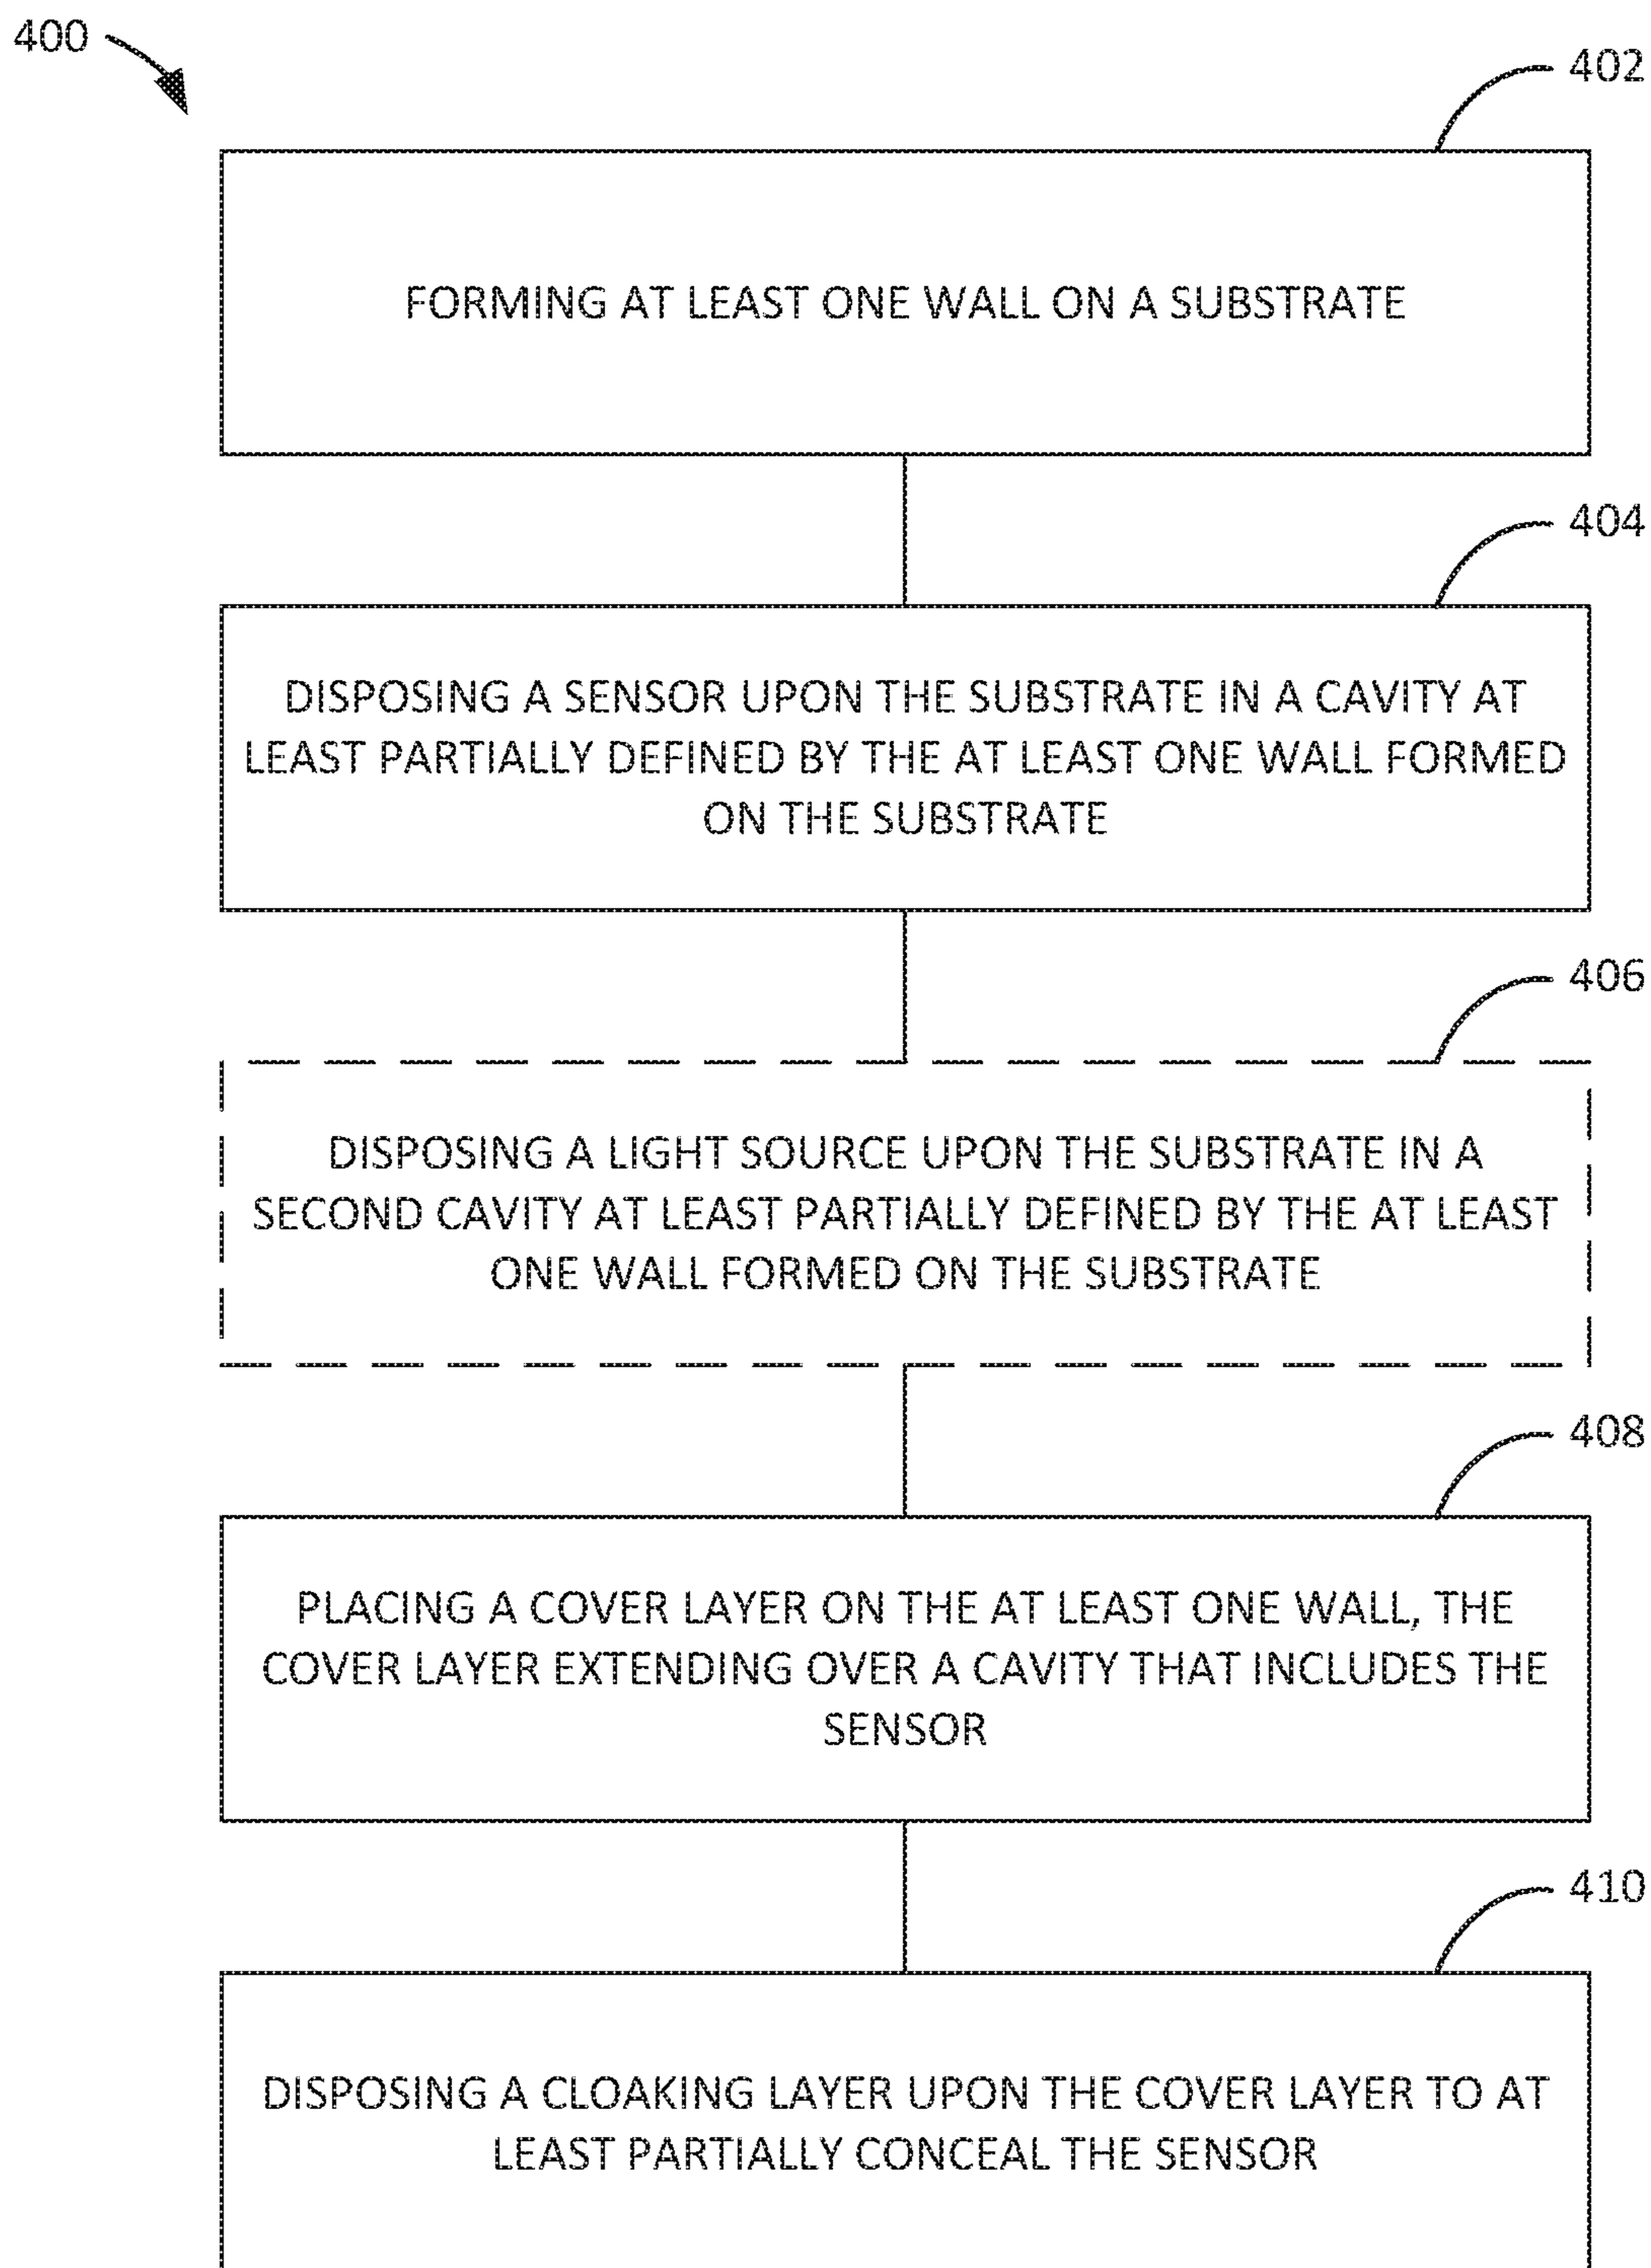 400
402
FORMING AT LEAST ONE WALL ON A SUBSTRATE
404
DISPOSING A SENSOR UPON THE SUBSTRATE IN A CAVITY AT
LEAST PARTIALLY DEFINED BY THE AT LEAST ONE WALL FORMED
ON THE SUBSTRATE
406
DISPOSING A LIGHT SOURCE UPON THE SUBSTRATE IN A
SECOND CAVITY AT LEAST PARTIALLY DEFINED BY THE AT LEAST
ONE WALL FORMED ON THE SUBSTRATE
408
PLACING A COVER LAYER ON THE AT LEAST ONE WALL, THE
COVER LAYER EXTENDING OVER A CAVITY THAT INCLUDES THE
SENSOR
410
DISPOSING A CLOAKING LAYER UPON THE COVER LAYER TO AT
LEAST PARTIALLY CONCEAL THE SENSOR